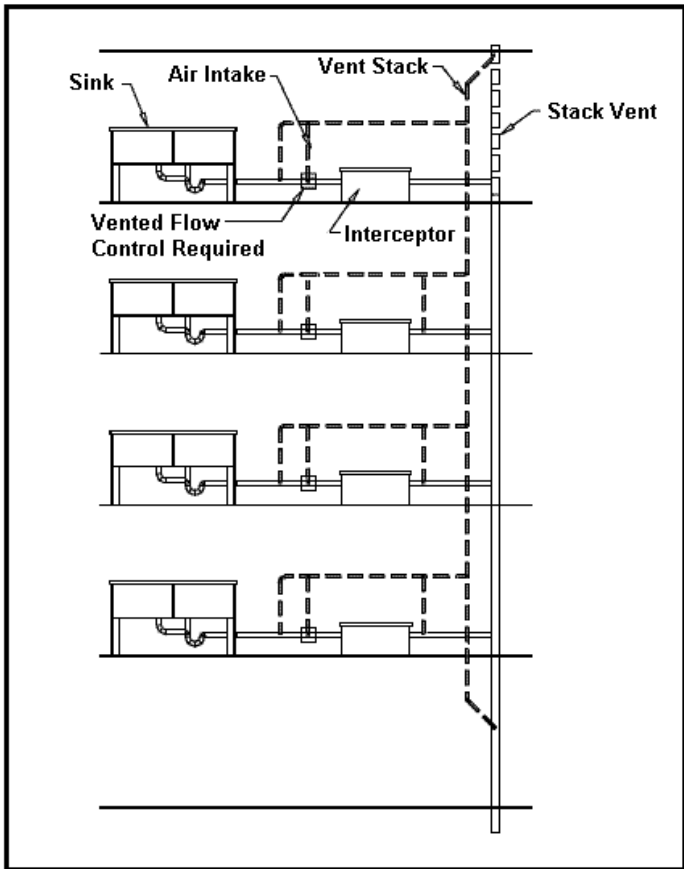 Vent Stack
Air Intake
Sink
Stack Vent
Vented Flow
Control Required
Interceptor